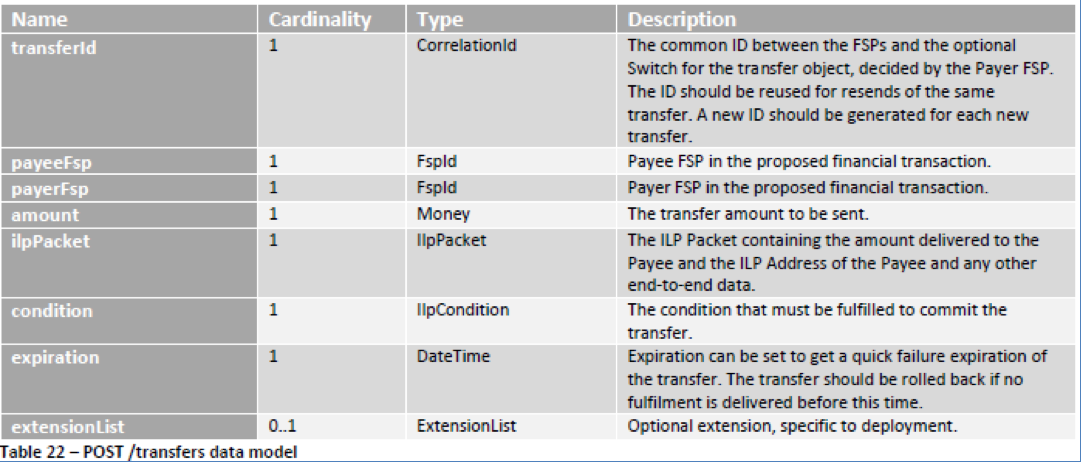 Name Cardinality Type Description
transferId 1 CorrelationId The common ID between the FSPs and the optional
Switch for the transfer object, decided by the Payer FSP.
The ID should be reused for resends of the same
transfer. A new ID should be generated for each new
transfer.
payeeFsp 1 FspId Payee FSP in the proposed financial transaction.
payerFsp 1 FspId Payer FSP in the proposed financial transaction.
amount 1 Money The transfer amount to be sent.
ilpPacket 1 IlpPacket The ILP Packet containing the amount delivered to the
Payee and the ILP Address of the Payee and any other
end-to-end data.
condition 1 IlpCondition The condition that must be fulfilled to commit the
transfer.
expiration 1 DateTime Expiration can be set to get a quick failure expiration of
the transfer. The transfer should be rolled back if no
fulfilment is delivered before this time.
extensionList 0..1 ExtensionList Optional extension, specific to deployment.
Table 22 – POST /transfers data model